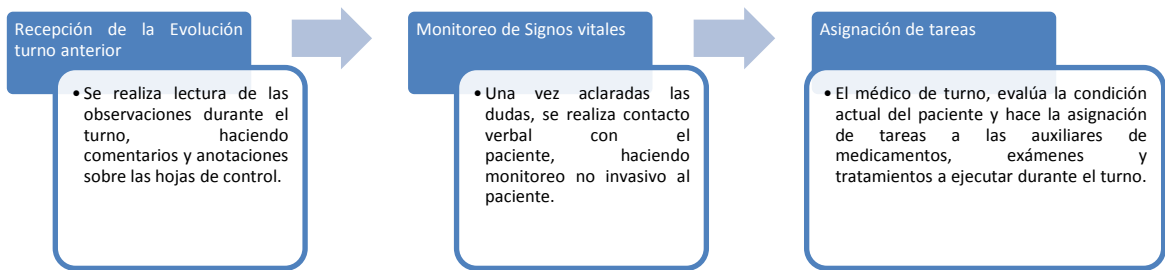 Recepción de la Evolución
turno anterior
• Se realiza lectura de las
observaciones durante el
turno, haciendo
comentarios y anotaciones
sobre las hojas de control.
Monitoreo de Signos vitales
• Una vez aclaradas las
dudas, se realiza contacto
verbal con el
paciente, haciendo
monitoreo no invasivo al
paciente.
Asignación de tareas
• El médico de turno, evalúa la condición
actual del paciente y hace la asignación
de tareas a las auxiliares de
medicamentos, exámenes y
tratamientos a ejecutar durante el turno.